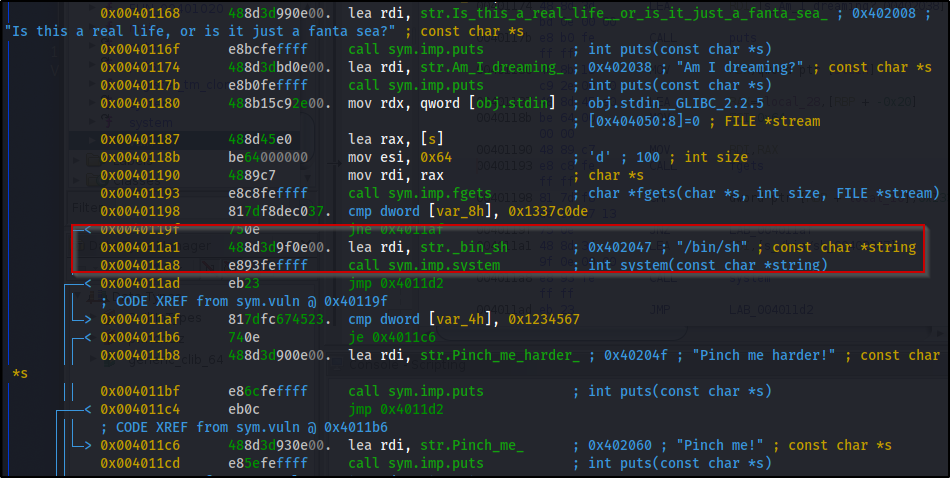 0x00401168 488d3d990e00. lea rdi, str.Is_this_a_real_life__or_is_it_just_a_fanta_sea_ ; 0x402008 ;
"Is this a real life, or is it just a fanta sea?" ; const char *s
0x0040116f e8bcfeffff call sym.imp.puts ; int puts(const char *s)
0x00401174 488d3dbd0e00. lea rdi, str.Am_I_dreaming_ ; 0x402038 ; "Am I dreaming?" ; const char *s
0x0040117b e8b0feffff call sym.imp.puts ; int puts(const char *s)
0x00401180 488b15c92e00. mov rdx, qword [obj.stdin] ; obj.stdin__GLIBC_2.2.5
; [0x404050:8]=0 ; FILE *stream
0x00401187 488d45e0 lea rax, [s]
0x0040118b be64000000 mov esi, 0x64 ; 'd' ; 100 ; int size
0x00401190 4889c7 mov rdi, rax ; char *s
0x00401193 e8c8feffff call sym.imp.fgets ; char *fgets(char *s, int size, FILE *stream)
0x00401198 817df8dec037. cmp dword [var_8h], 0x1337c0de
0x0040119f 750e jne 0x4011af
0x004011a1 488d3d9f0e00. lea rdi, str._bin_sh ; 0x402047 ; "/bin/sh" ; const char *string
0x004011a8 e893feffff call sym.imp.system ; int system(const char *string)
0x004011ad eb23 jmp 0x4011d2
; CODE XREF from sym.vuln @ 0x40119f
0x004011af 817dfc674523. cmp dword [var_4h], 0x1234567
0x004011b6 740e je 0x4011c6
0x004011b8 488d3d900e00. lea rdi, str.Pinch_me_harder_ ; 0x40204f ; "Pinch me harder!" ; const char
*s
0x004011bf e86cfeffff call sym.imp.puts ; int puts(const char *s)
0x004011c4 eb0c jmp 0x4011d2
; CODE XREF from sym.vuln @ 0x4011b6
0x004011c6 488d3d930e00. lea rdi, str.Pinch_me_ ; 0x402060 ; "Pinch me!" ; const char *s
0x004011cd e85efeffff call sym.imp.puts ; int puts(const char *s)